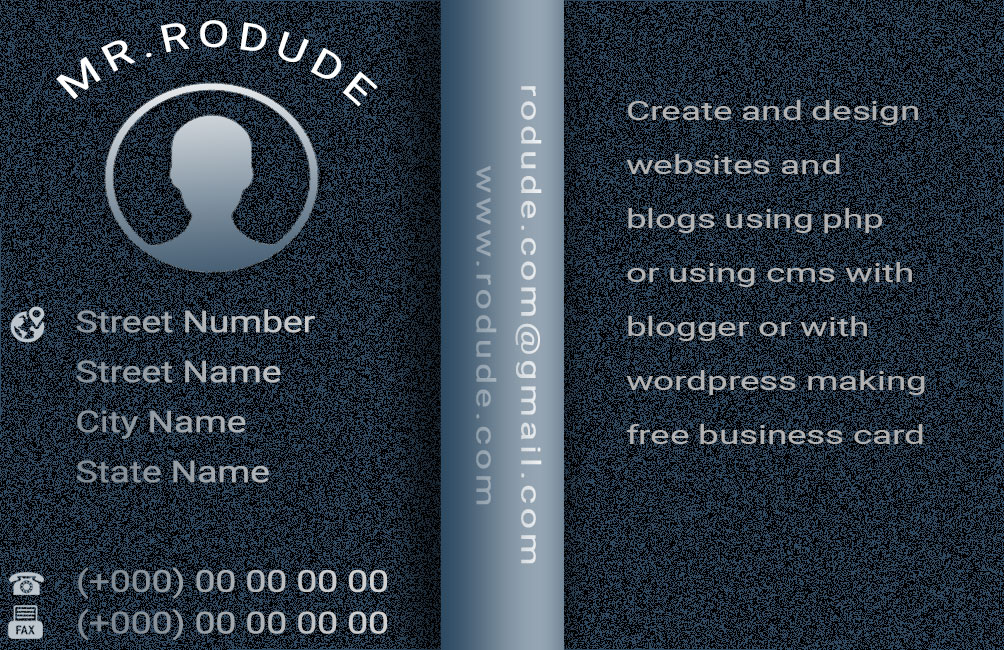 MR.RODUDE
Street Number
Street Name
City Name
State Name
(+000) 00 00 00 00
FAX
(+000) 00 00 00 00
www.rodude.com
rodude.com@gmail.com
Create and design
websites and
blogs using php
or using cms with
blogger or with
wordpress making
free business card